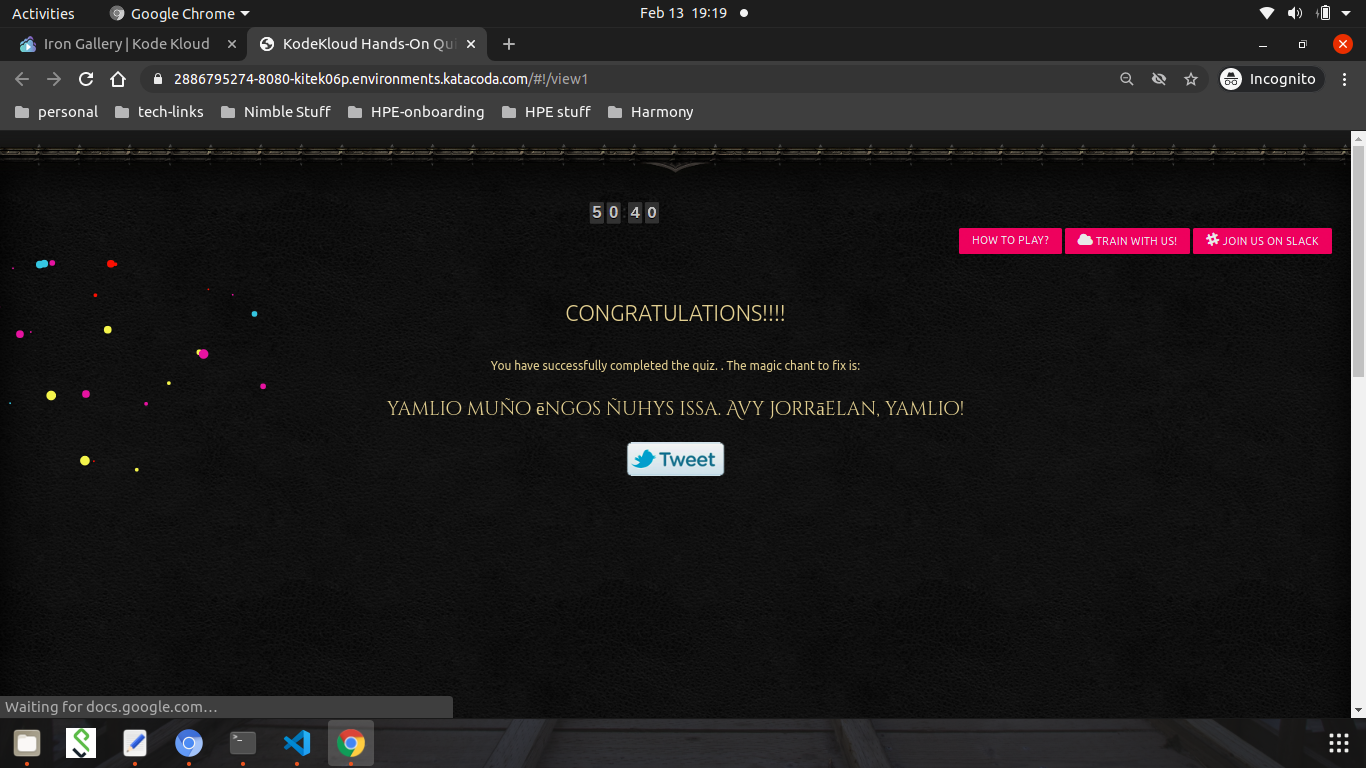 Activities Google Chrome Feb 13 19:19
Iron Gallery | Kode Kloud KodeKloud Hands-On Qui
2886795274-8080-kitek06p.environments.katacoda.com/#!/view1 Incognito
personal tech-links Nimble Stuff HPE-onboarding HPE stuff Harmony
50:40
HOW TO PLAY? TRAIN WITH US! JOIN US ON SLACK
CONGRATULATIONS!!!!
You have successfully completed the quiz. . The magic chant to fix is:
Yamlio muño ēngos ñuhys issa. Avy jorrāelan, Yamlio!
Tweet
Waiting for docs.google.com...